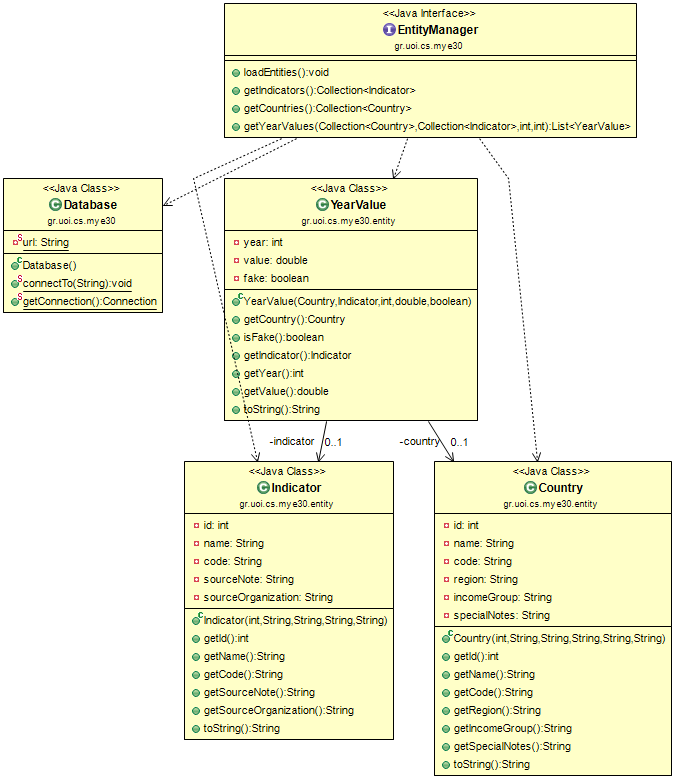 <<Java Interface>>
EntityManager
gr.uoi.cs.mye30
loadEntities():void
getIndicators():Collection<Indicator>
getCountries():Collection<Country>
getYearValues(Collection<Country>,Collection<Indicator>,int,int):List<YearValue>
<<Java Class>>
Database
gr.uoi.cs.mye30
S url: String
C Database()
S connectTo(String):void
S getConnection():Connection
<<Java Class>>
YearValue
gr.uoi.cs.mye30.entity
year: int
value: double
fake: boolean
C YearValue(Country,Indicator,int,double,boolean)
getCountry():Country
isFake():boolean
getIndicator():Indicator
getYear():int
getValue():double
toString():String
-indicator 0..1
-country 0..1
<<Java Class>>
Indicator
gr.uoi.cs.mye30.entity
id: int
name: String
code: String
sourceNote: String
sourceOrganization: String
C Indicator(int,String,String,String,String)
getId():int
getName():String
getCode():String
getSourceNote():String
getSourceOrganization():String
toString():String
<<Java Class>>
Country
gr.uoi.cs.mye30.entity
id: int
name: String
code: String
region: String
incomeGroup: String
specialNotes: String
C Country(int,String,String,String,String,String)
getId():int
getName():String
getCode():String
getRegion():String
getIncomeGroup():String
getSpecialNotes():String
toString():String